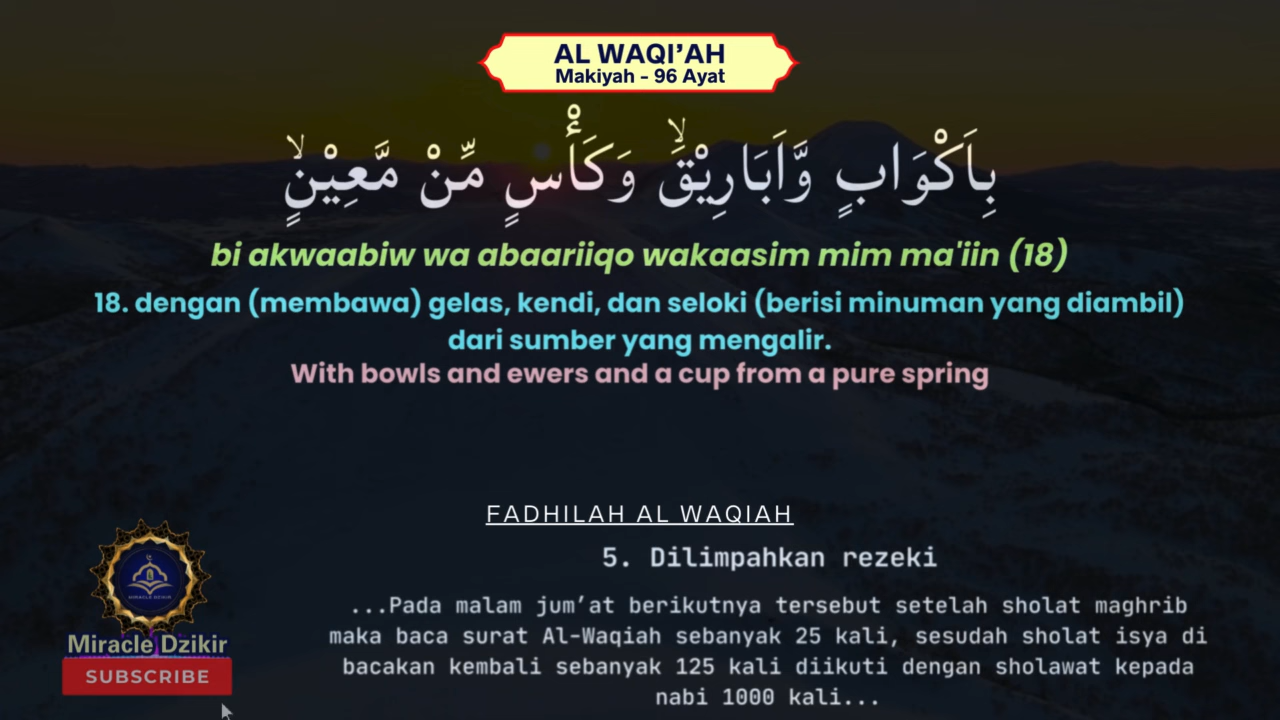 AL WAQI’AH
Makiyah - 96 Ayat
بِاَكْوَابٍ وَّاَبَارِيْقَۙ وَكَأْسٍ مِّنْ مَّعِيْنٍۙ
bi akwaabiw wa abaariiqo wakaasim mim ma'iin (18)
18. dengan (membawa) gelas, kendi, dan seloki (berisi minuman yang diambil)
dari sumber yang mengalir.
With bowls and ewers and a cup from a pure spring
FADHILAH AL WAQIAH
5. Dilimpahkan rezeki
...Pada malam jum’at berikutnya tersebut setelah sholat maghrib
maka baca surat Al-Waqiah sebanyak 25 kali, sesudah sholat isya di
bacakan kembali sebanyak 125 kali diikuti dengan sholawat kepada
nabi 1000 kali...
MIRACLE DZIKIR
Miracle Dzikir
SUBSCRIBE